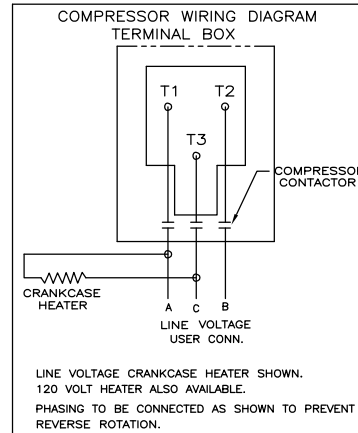 COMPRESSOR WIRING DIAGRAM
TERMINAL BOX
T1
T2
T3
COMPRESSOR
CONTACTOR
CRANKCASE
HEATER
A
C
B
LINE VOLTAGE
USER CONN.
LINE VOLTAGE CRANKCASE HEATER SHOWN.
120 VOLT HEATER ALSO AVAILABLE.
PHASING TO BE CONNECTED AS SHOWN TO PREVENT
REVERSE ROTATION.